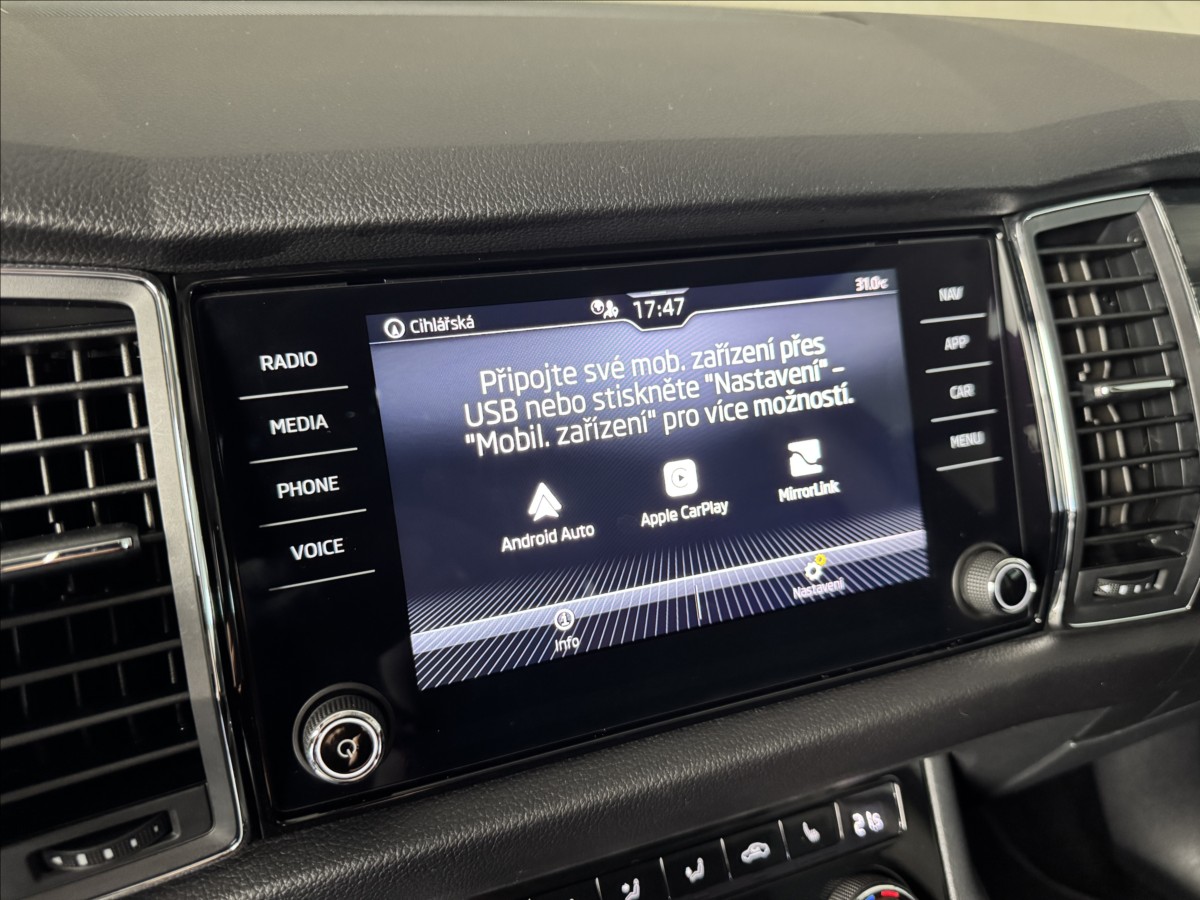 Cihlářská
17:47
31.0°C
RADIO
MEDIA
PHONE
VOICE
Připojte své mob. zařízení přes
USB nebo stiskněte "Nastavení" –
"Mobil. zařízení" pro více možností.
Android Auto
Apple CarPlay
MirrorLink
Info
Nastavení
NAV
APP
CAR
MENU